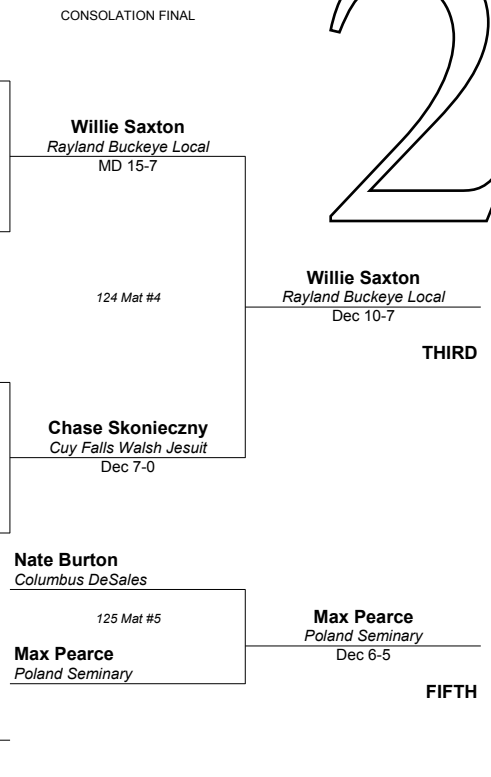 CONSOLATION FINAL
2
Willie Saxton
Rayland Buckeye Local
MD 15-7
124 Mat #4
Willie Saxton
Rayland Buckeye Local
Dec 10-7
THIRD
Chase Skonieczny
Cuy Falls Walsh Jesuit
Dec 7-0
Nate Burton
Columbus DeSales
125 Mat #5
Max Pearce
Poland Seminary
Max Pearce
Poland Seminary
Dec 6-5
FIFTH